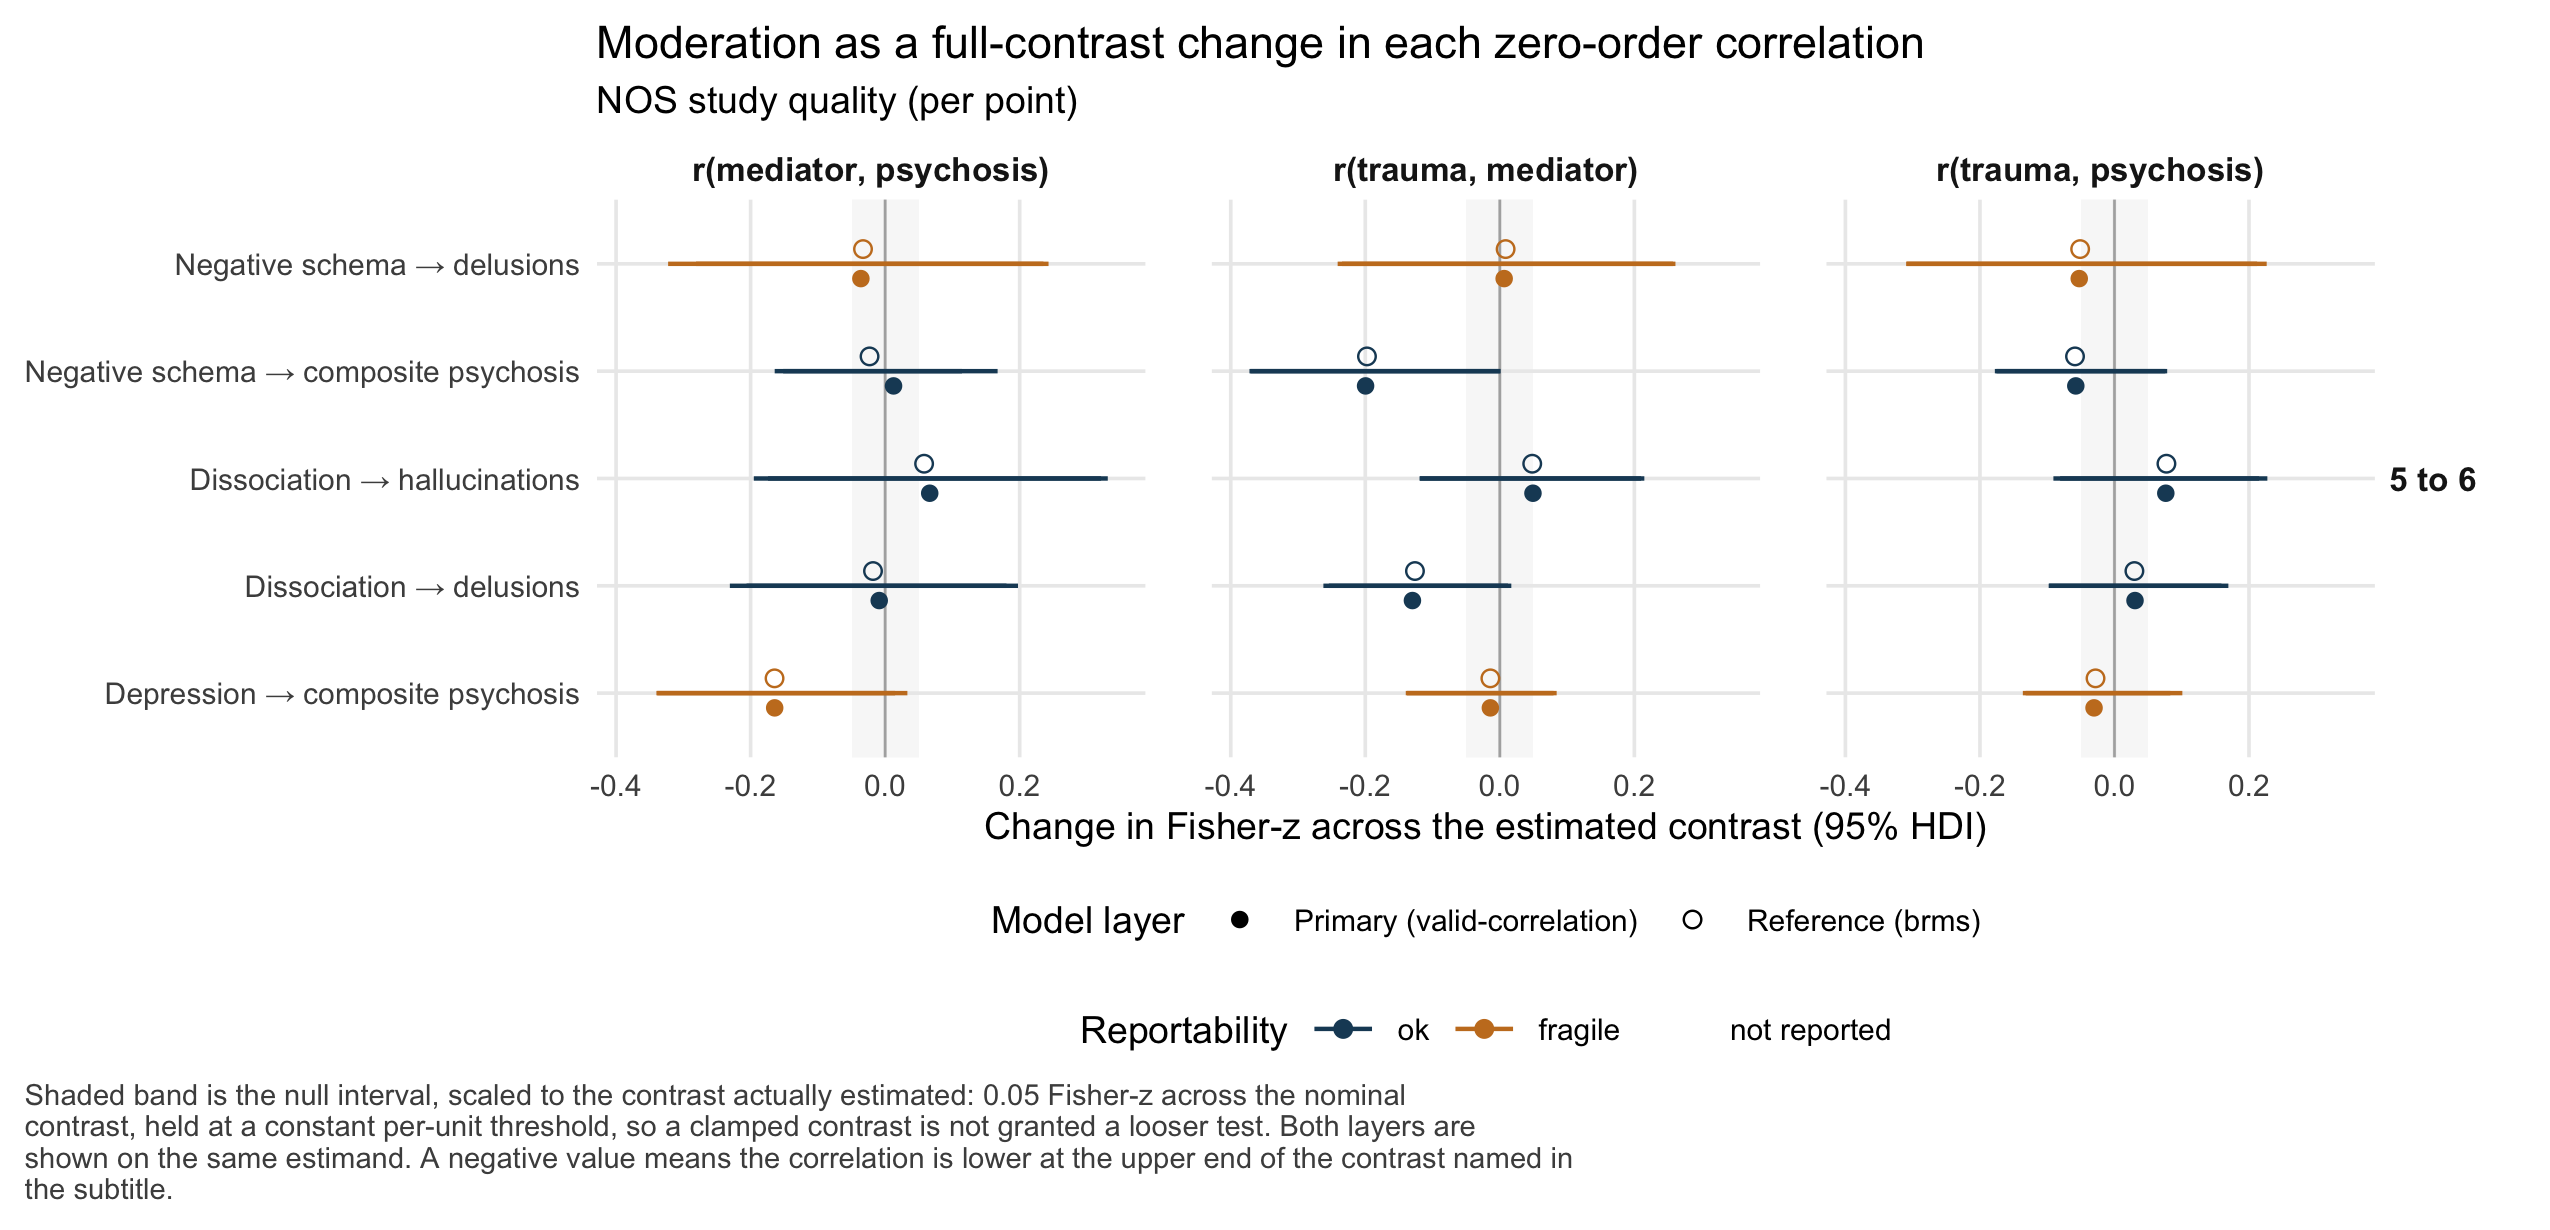 Moderation as a full-contrast change in each zero-order correlation
NOS study quality (per point)
r(mediator, psychosis)
r(trauma, mediator)
r(trauma, psychosis)
Negative schema → delusions
Negative schema → composite psychosis
Dissociation → hallucinations
Dissociation → delusions
Depression → composite psychosis
5 to 6
-0.4 -0.2 0.0 0.2
-0.4 -0.2 0.0 0.2
-0.4 -0.2 0.0 0.2
Change in Fisher-z across the estimated contrast (95% HDI)
Model layer Primary (valid-correlation) Reference (brms)
Reportability ok fragile not reported
Shaded band is the null interval, scaled to the contrast actually estimated: 0.05 Fisher-z across the nominal
contrast, held at a constant per-unit threshold, so a clamped contrast is not granted a looser test. Both layers are
shown on the same estimand. A negative value means the correlation is lower at the upper end of the contrast named in
the subtitle.